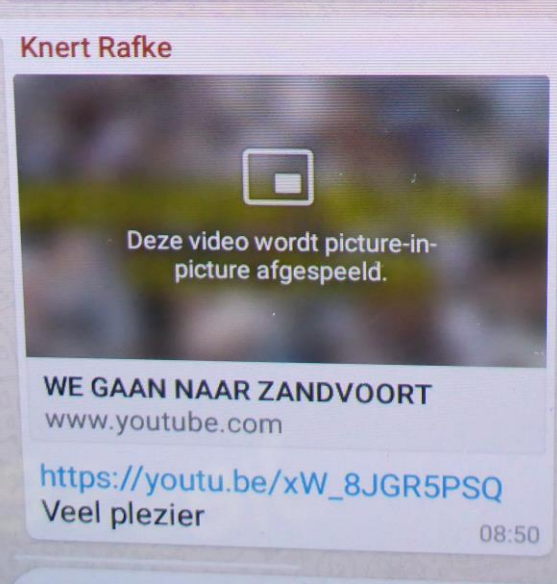 Knert Rafke
Deze video wordt picture-in-
picture afgespeeld.
WE GAAN NAAR ZANDVOORT
www.youtube.com
https://youtu.be/xW_8JGR5PSQ
Veel plezier
08:50